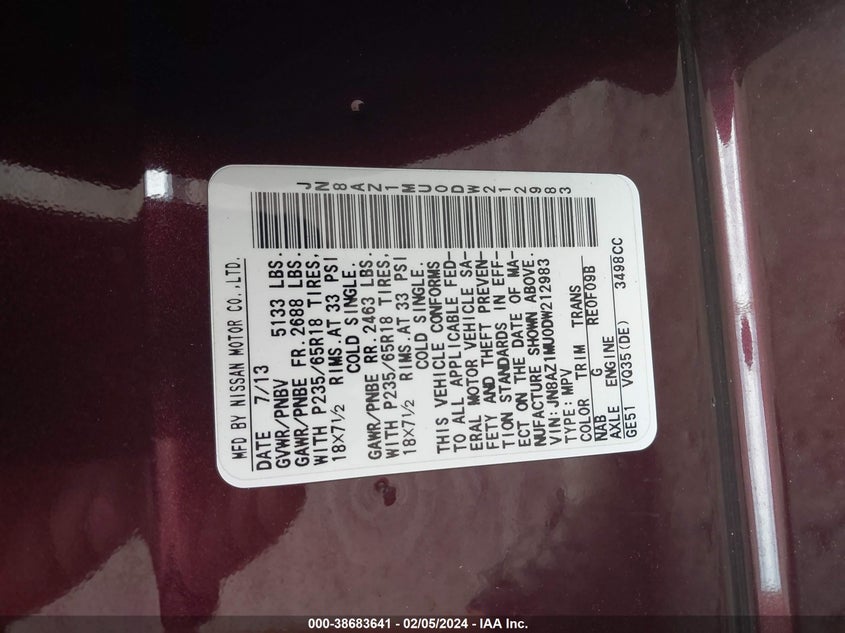 MFD BY NISSAN MOTOR CO.,LTD.
DATE 7/13
GVWR/PNBV 5133 LBS.
GAWR/PNBE FR. 2688 LBS.
WITH P235/65R18 TIRES,
18X7½ RIMS.AT 33 PSI
COLD SINGLE.
GAWR/PNBE RR. 2463 LBS.
WITH P235/65R18 TIRES,
18X7½ RIMS.AT 33 PSI
COLD SINGLE.
THIS VEHICLE CONFORMS
TO ALL APPLICABLE FED-
ERAL MOTOR VEHICLE SA-
FETY AND THEFT PREVEN-
TION STANDARDS IN EFF-
ECT ON THE DATE OF MA-
NUFACTURE SHOWN ABOVE.
VIN:JN8AZ1MU0DW212983
TYPE:MPV
COLOR TRIM TRANS
NAB G RE0F09B
AXLE ENGINE
GE51 VQ35(DE) 3498CC
JN8AZ1MU0DW212983
000-38683641 - 02/05/2024 - IAA Inc.